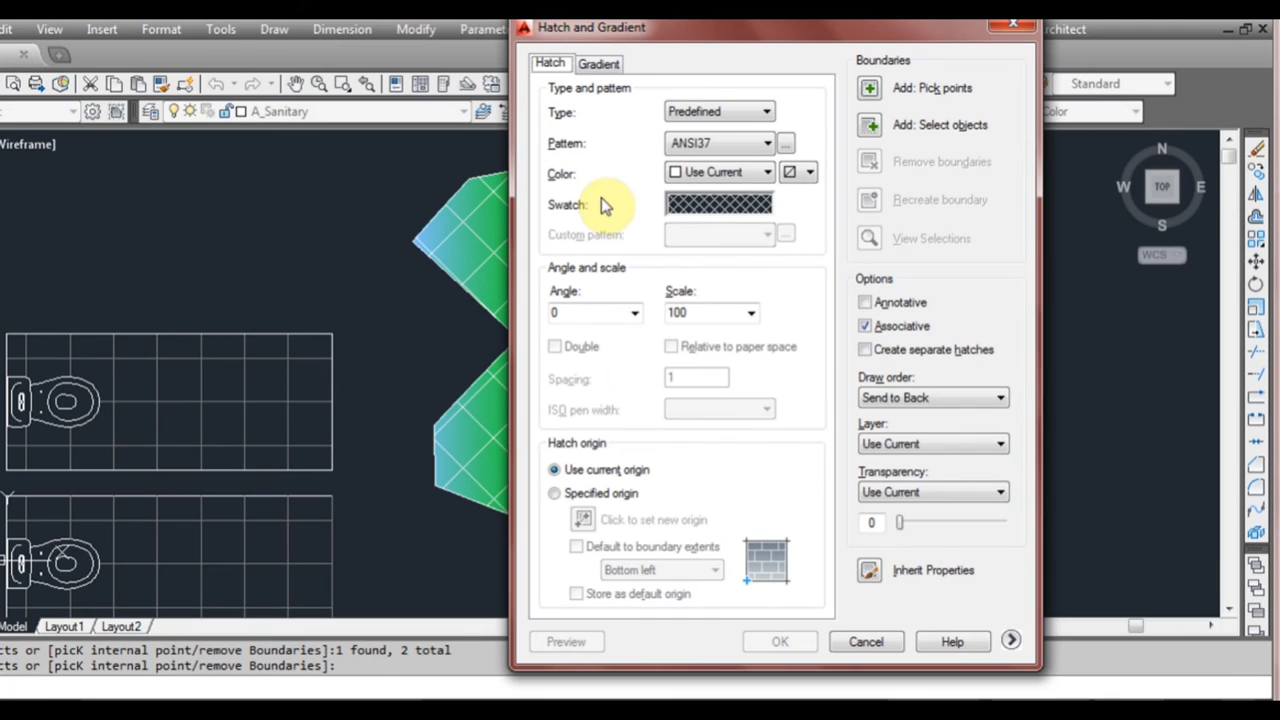 dit View Insert Format Tools Draw Dimension Modify Paramet
Hatch and Gradient
Architect
Hatch Gradient
Type and pattern
Type: Predefined
Pattern: ANSI37 ...
Color: Use Current
Swatch:
Custom pattern: ...
Angle and scale
Angle: Scale:
0 100
Double Relative to paper space
Spacing: 1
ISO pen width:
Hatch origin
Use current origin
Specified origin
Click to set new origin
Default to boundary extents
Bottom left
Store as default origin
Preview OK Cancel Help
Boundaries
Add: Pick points
Add: Select objects
Remove boundaries
Recreate boundary
View Selections
Options
Annotative
Associative
Create separate hatches
Draw order:
Send to Back
Layer:
Use Current
Transparency:
Use Current
0
Inherit Properties
Standard
Color
A_Sanitary
Wireframe]
N
W TOP E
S
WCS
Model Layout1 Layout2
cts or [picK internal point/remove Boundaries]:1 found, 2 total
ects or [picK internal point/remove Boundaries]: